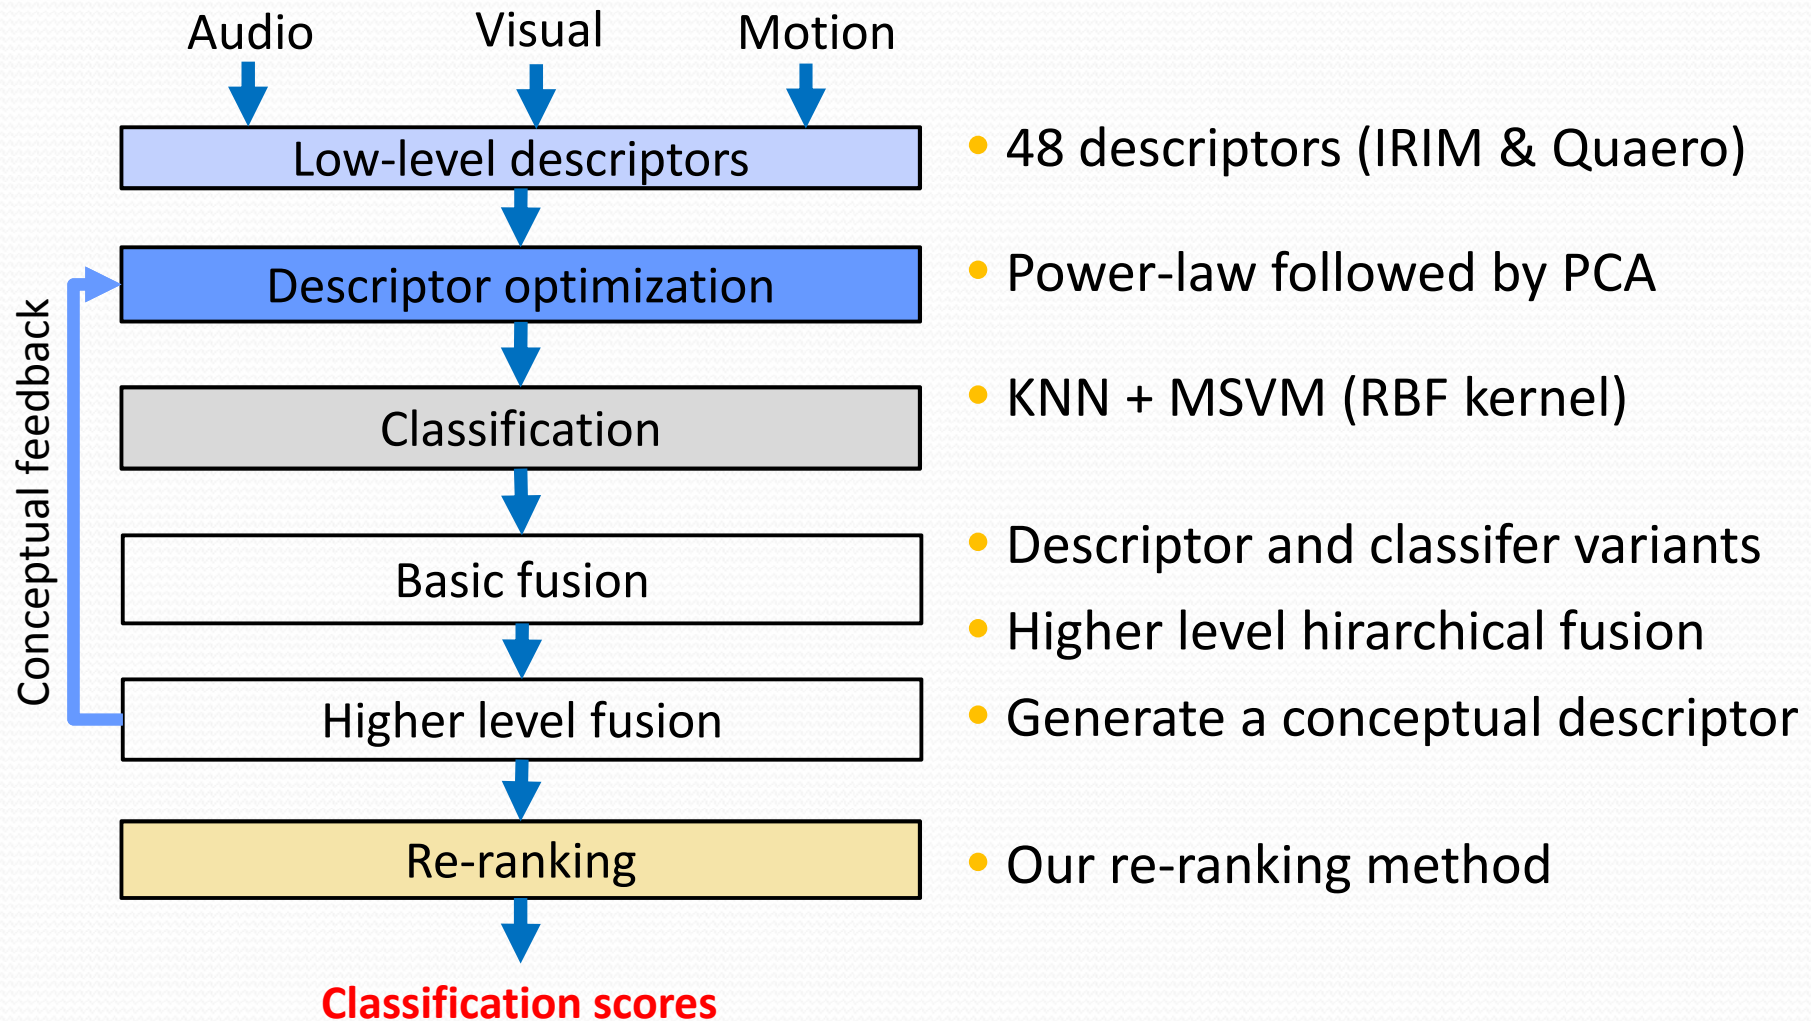 Audio
Visual
Motion
Low-level descriptors
• 48 descriptors (IRIM & Quaero)
Descriptor optimization
• Power-law followed by PCA
Conceptual feedback
Classification
• KNN + MSVM (RBF kernel)
Basic fusion
• Descriptor and classifer variants
• Higher level hirarchical fusion
Higher level fusion
• Generate a conceptual descriptor
Re-ranking
• Our re-ranking method
Classification scores